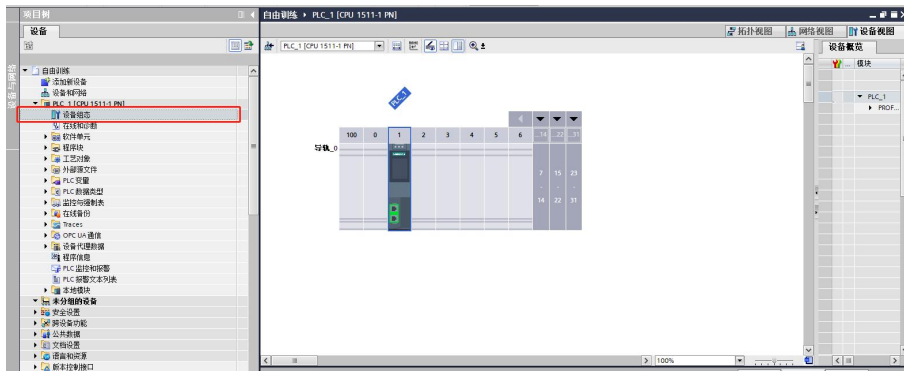 项目树
自由训练 ▸ PLC_1 [CPU 1511-1 PN]
设备
拓扑视图
网络视图
设备视图
PLC_1 [CPU 1511-1 PN]
设备概览
... 模块
自由训练
添加新设备
设备和网络
PLC_1 [CPU 1511-1 PN]
设备组态
在线和诊断
软件单元
程序块
工艺对象
外部源文件
PLC 变量
PLC 数据类型
监控与强制表
在线备份
Traces
OPC UA 通信
设备代理数据
程序信息
PLC 监控和报警
PLC 报警文本列表
本地模块
未分组的设备
安全设置
跨设备功能
公共数据
文档设置
语言和资源
版本控制接口
设备与网络
PLC_1
100 0 1 2 3 4 5 6 ...14 ...22 ...31
导轨_0
7 15 23
- - -
14 22 31
PLC_1
PROF...
100%